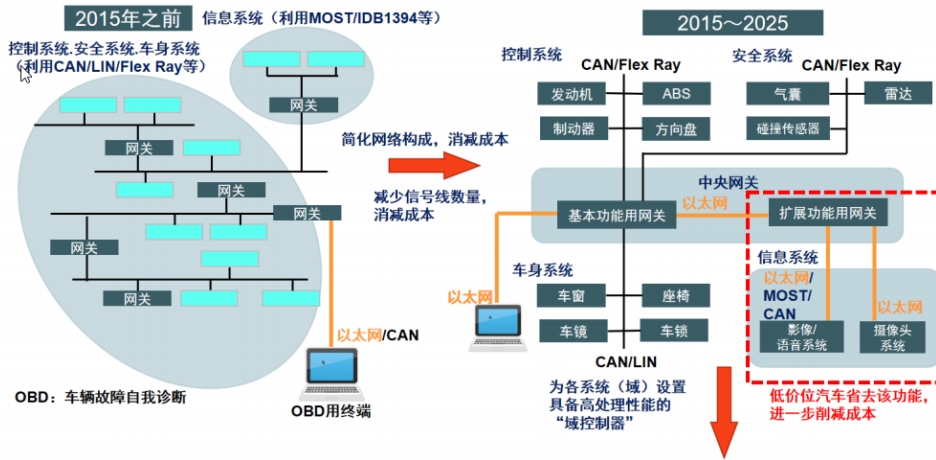 2015年之前
信息系统（利用MOST/IDB1394等）
控制系统.安全系统.车身系统
（利用CAN/LIN/Flex Ray等）
网关
网关
网关
网关
网关
网关
以太网/CAN
OBD：车辆故障自我诊断
OBD用终端
简化网络构成，消减成本
减少信号线数量，
消减成本
2015～2025
控制系统
CAN/Flex Ray
发动机
ABS
制动器
方向盘
安全系统
CAN/Flex Ray
气囊
雷达
碰撞传感器
中央网关
基本功能用网关
以太网
扩展功能用网关
以太网
车身系统
车窗
座椅
车镜
车锁
CAN/LIN
信息系统
以太网/
MOST/
CAN
以太网
影像/
语音系统
摄像头
系统
为各系统（域）设置
具备高处理性能的
“域控制器”
低价位汽车省去该功能，
进一步削减成本